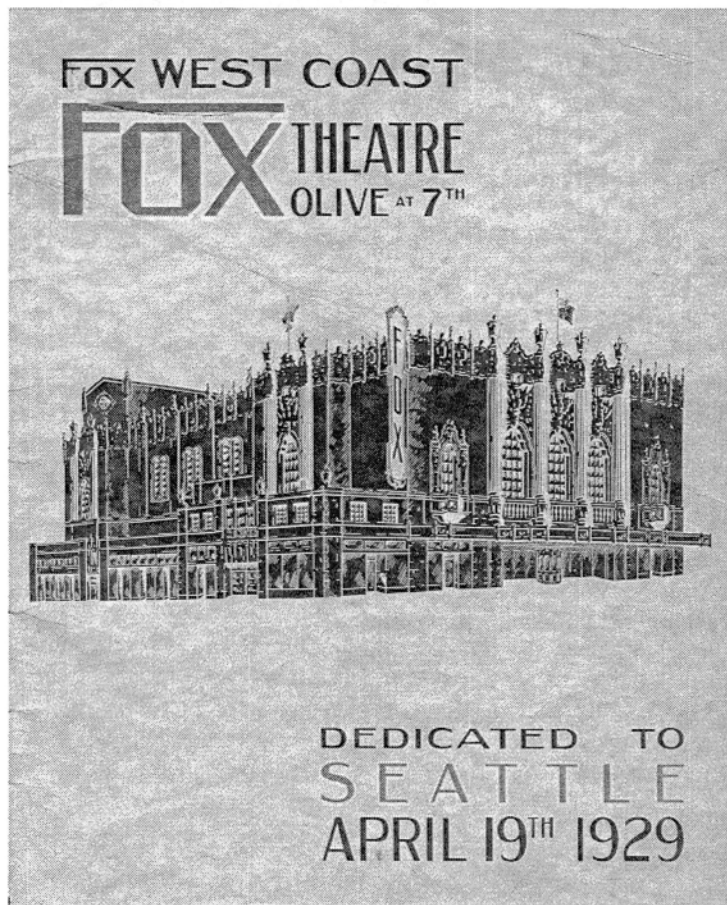 FOX WEST COAST
FOX THEATRE
OLIVE AT 7TH
FOX
DEDICATED TO
SEATTLE
APRIL 19TH 1929